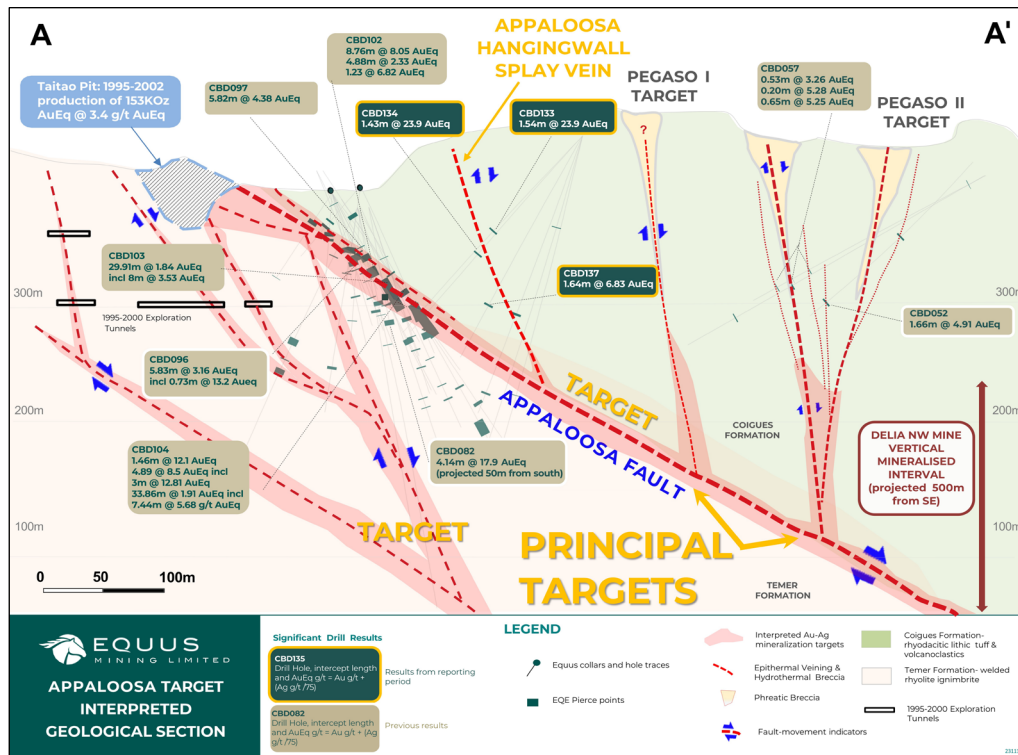 A
A'
CBD102
8.76m @ 8.05 AuEq
4.88m @ 2.33 AuEq
1.23 @ 6.82 AuEq
APPALOOSA
HANGINGWALL
SPLAY VEIN
PEGASO I
TARGET
CBD057
0.53m @ 3.26 AuEq
0.20m @ 5.28 AuEq
0.65m @ 5.25 AuEq
PEGASO II
TARGET
Taitao Pit: 1995-2002
production of 153KOz
AuEq @ 3.4 g/t AuEq
CBD097
5.82m @ 4.38 AuEq
CBD134
1.43m @ 23.9 AuEq
CBD133
1.54m @ 23.9 AuEq
?
CBD103
29.91m @ 1.84 AuEq
incl 8m @ 3.53 AuEq
CBD137
1.64m @ 6.83 AuEq
300m
300m
CBD052
1.66m @ 4.91 AuEq
1995-2000 Exploration
Tunnels
CBD096
5.83m @ 3.16 AuEq
incl 0.73m @ 13.2 Aueq
TARGET
APPALOOSA FAULT
200m
200m
COIGUES
FORMATION
DELIA NW MINE
VERTICAL
MINERALISED
INTERVAL
(projected 500m
from SE)
CBD104
1.46m @ 12.1 AuEq
4.89 @ 8.5 AuEq incl
3m @ 12.81 AuEq
33.86m @ 1.91 AuEq incl
7.44m @ 5.68 g/t AuEq
CBD082
4.14m @ 17.9 AuEq
(projected 50m from south)
100m
100m
TARGET
PRINCIPAL
TARGETS
0 50 100m
TEMER
FORMATION
EQUUS
MINING LIMITED
APPALOOSA TARGET
INTERPRETED
GEOLOGICAL SECTION
Significant Drill Results
CBD135
Drill Hole, intercept length
and AuEq g/t = Au g/t +
(Ag g/t /75)
Results from reporting
period
CBD082
Drill Hole, intercept length
and AuEq g/t = Au g/t + (Ag
g/t /75)
Previous results
LEGEND
Equus collars and hole traces
EQE Pierce points
Interpreted Au-Ag
mineralization targets
Epithermal Veining &
Hydrothermal Breccia
Phreatic Breccia
Fault-movement indicators
Coigues Formation-
rhyodacitic lithic tuff &
volcanoclastics
Temer Formation- welded
rhyolite ignimbrite
1995-2000 Exploration
Tunnels